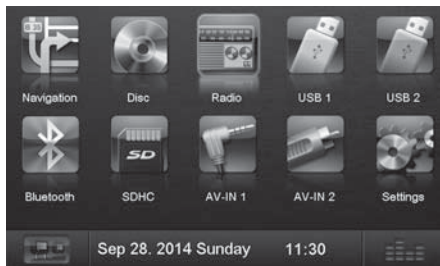 Navigation Disc Radio USB 1 USB 2
SD
Bluetooth SDHC AV-IN 1 AV-IN 2 Settings
Sep 28. 2014 Sunday 11:30